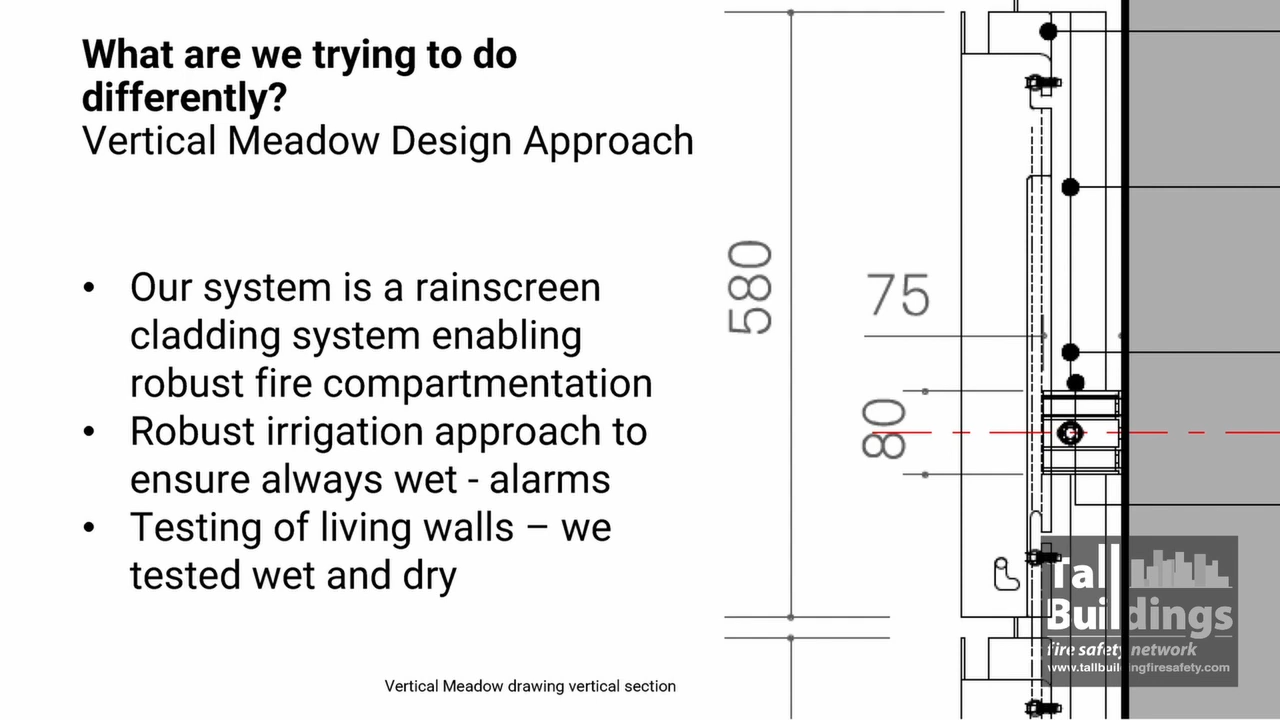 What are we trying to do
differently?
Vertical Meadow Design Approach
• Our system is a rainscreen
cladding system enabling
robust fire compartmentation
• Robust irrigation approach to
ensure always wet - alarms
• Testing of living walls – we
tested wet and dry
Vertical Meadow drawing vertical section
580
75
80
Tall
Buildings
fire safety network
www.tallbuildingfiresafety.com